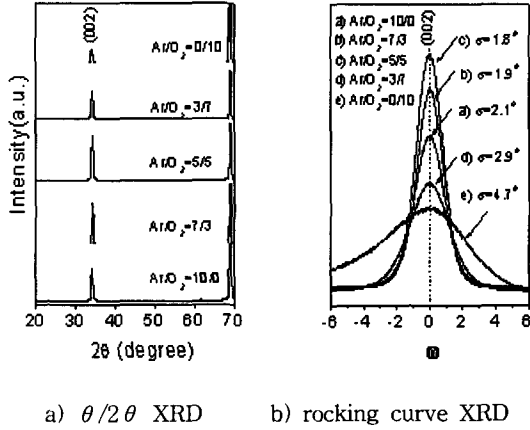 (002)
Ar/O₂=0/10
Ar/O₂=3/7
Ar/O₂=5/5
Ar/O₂=7/3
Ar/O₂=10/0
Intensity(a.u.)
20 30 40 50 60 70
2θ (degree)
a) θ/2θ XRD
a) Ar/O₂=10/0
b) Ar/O₂=7/3
c) Ar/O₂=5/5
d) Ar/O₂=3/7
e) Ar/O₂=0/10
(002)
c) σ=1.8°
b) σ=1.9°
a) σ=2.1°
d) σ=2.9°
e) σ=4.7°
-6 -4 -2 0 2 4 6
b) rocking curve XRD